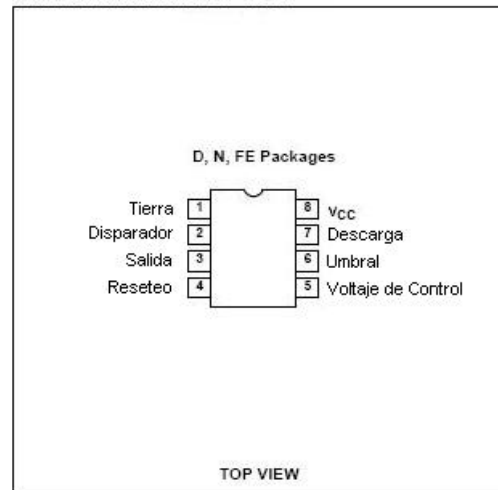 D, N, FE Packages
Tierra 1 8 VCC
Disparador 2 7 Descarga
Salida 3 6 Umbral
Reseteo 4 5 Voltaje de Control
TOP VIEW